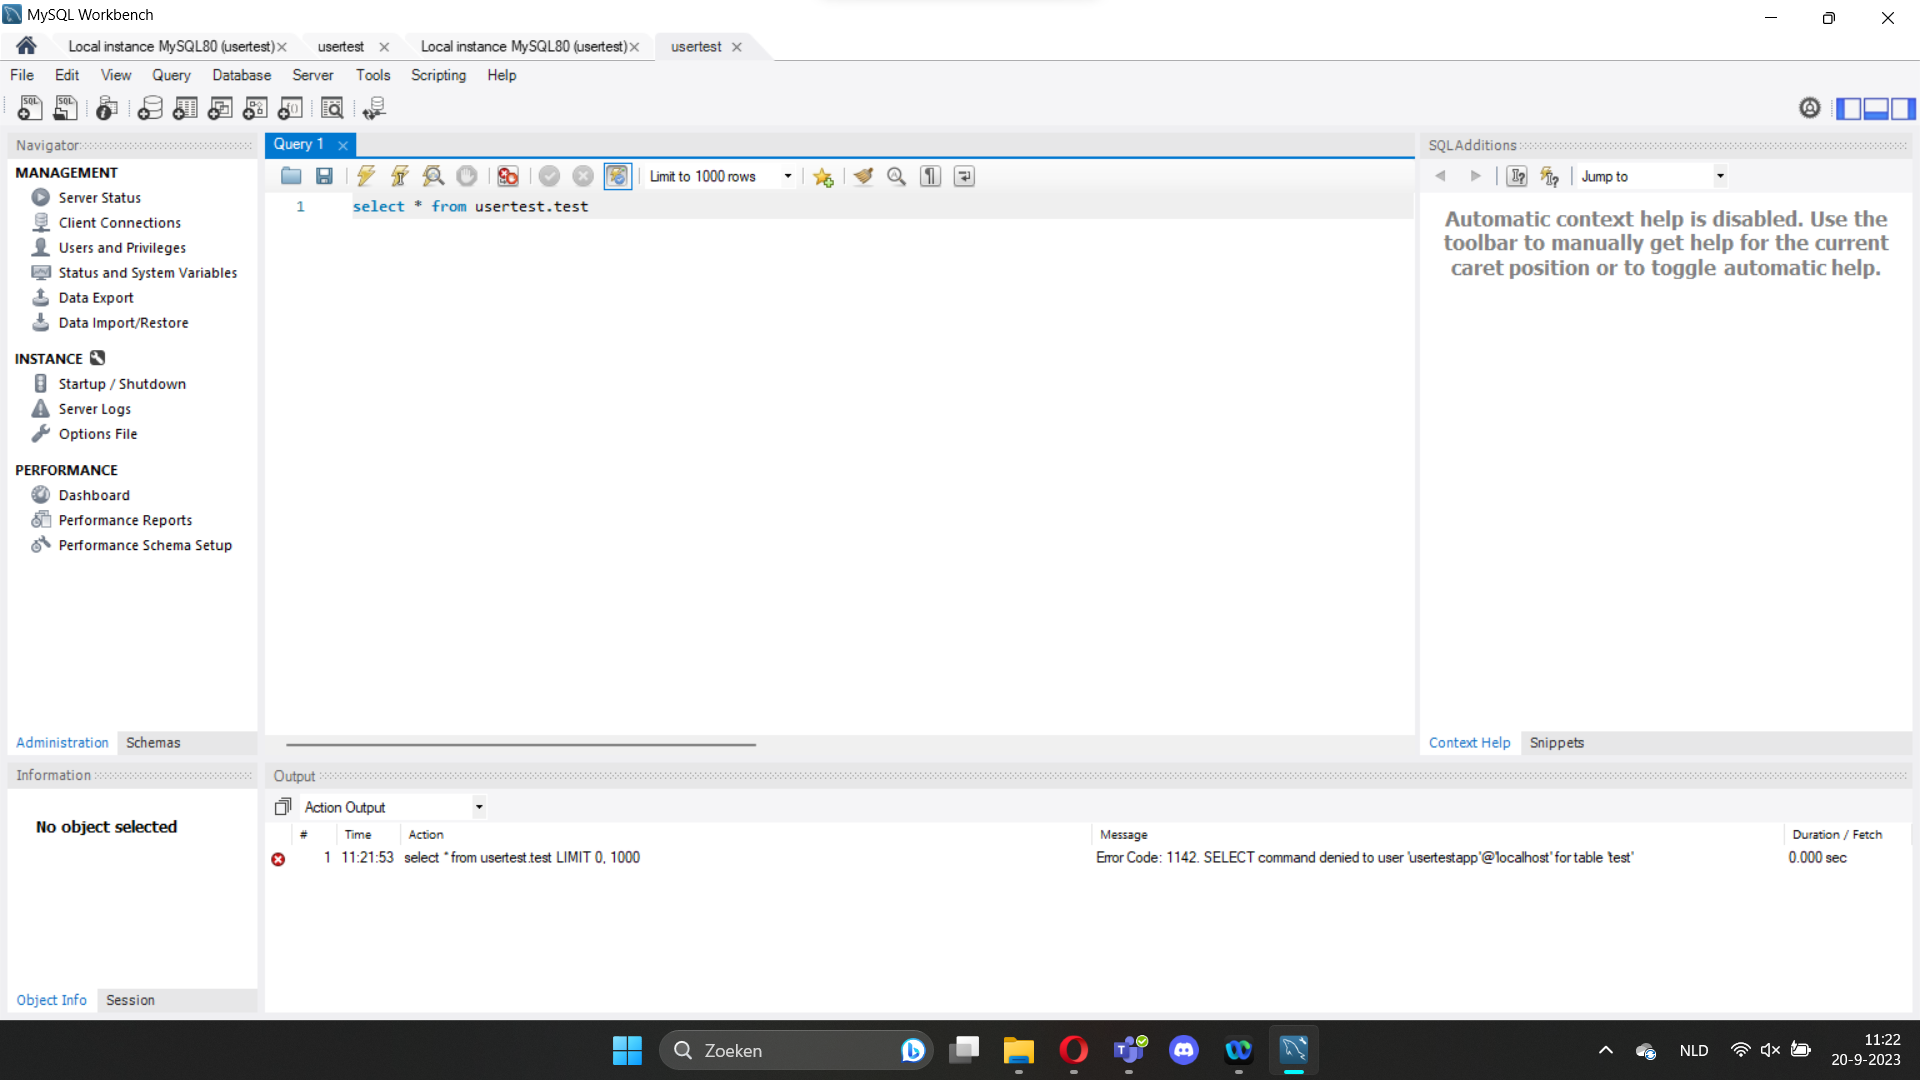 MySQL Workbench
Local instance MySQL80 (usertest)
usertest
Local instance MySQL80 (usertest)
usertest
File Edit View Query Database Server Tools Scripting Help
Navigator
MANAGEMENT
Server Status
Client Connections
Users and Privileges
Status and System Variables
Data Export
Data Import/Restore
INSTANCE
Startup / Shutdown
Server Logs
Options File
PERFORMANCE
Dashboard
Performance Reports
Performance Schema Setup
Administration Schemas
Query 1
Limit to 1000 rows
1 select * from usertest.test
SQLAdditions
Jump to
Automatic context help is disabled. Use the
toolbar to manually get help for the current
caret position or to toggle automatic help.
Context Help Snippets
Information
No object selected
Object Info Session
Output
Action Output
# Time Action Message Duration / Fetch
1 11:21:53 select * from usertest.test LIMIT 0, 1000 Error Code: 1142. SELECT command denied to user 'usertestapp'@'localhost' for table 'test' 0.000 sec
Zoeken
NLD
11:22
20-9-2023